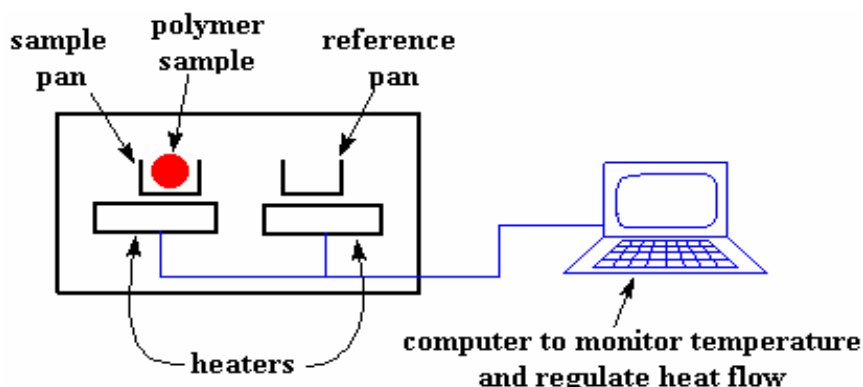 sample
pan
polymer
sample
reference
pan
heaters
computer to monitor temperature
and regulate heat flow